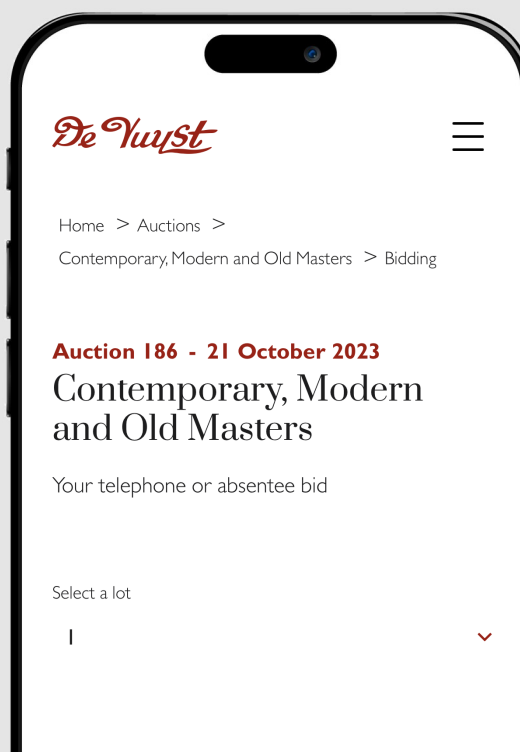 De Vuyst
Home > Auctions >
Contemporary, Modern and Old Masters > Bidding
Auction 186 - 21 October 2023
Contemporary, Modern
and Old Masters
Your telephone or absentee bid
Select a lot
1